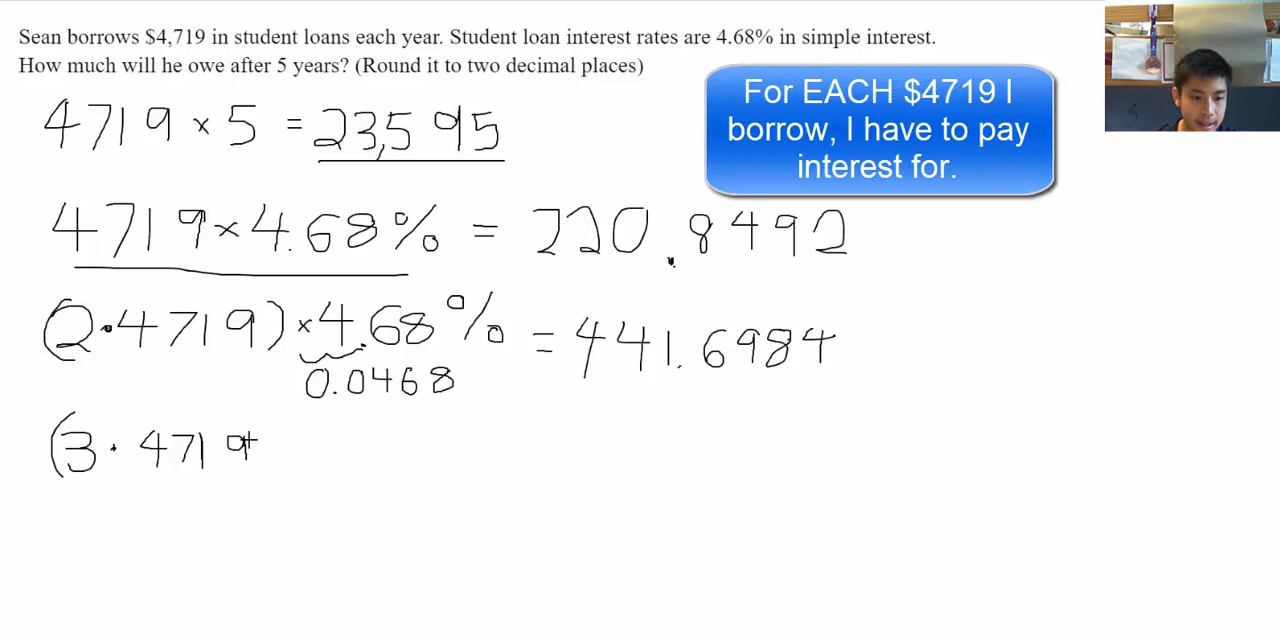 Sean borrows $4,719 in student loans each year. Student loan interest rates are 4.68% in simple interest.
How much will he owe after 5 years? (Round it to two decimal places)
For EACH $4719 I
borrow, I have to pay
interest for.
4719 × 5 = 23,595
4719 × 4.68% = 220.8492
(2·4719) × 4.68% = 441.6984
0.0468
(3·4719